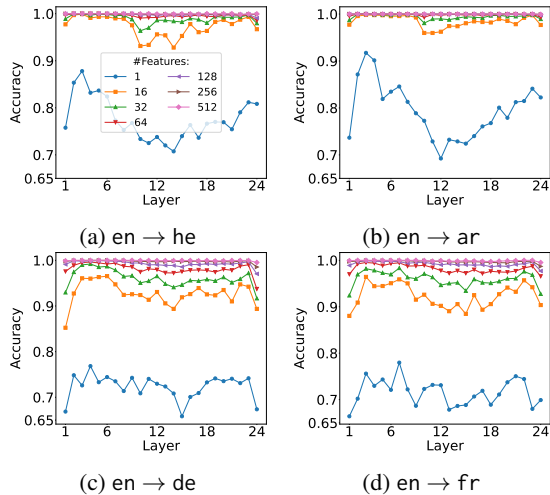 1.0
0.9
0.8
0.7
0.65
Accuracy
1 6 12 18 24
Layer
#Features:
1 128
16 256
32 512
64
(a) en → he
1.0
0.9
0.8
0.7
0.65
Accuracy
1 6 12 18 24
Layer
(b) en → ar
1.0
0.9
0.8
0.7
0.65
Accuracy
1 6 12 18 24
Layer
(c) en → de
1.0
0.9
0.8
0.7
0.65
Accuracy
1 6 12 18 24
Layer
(d) en → fr